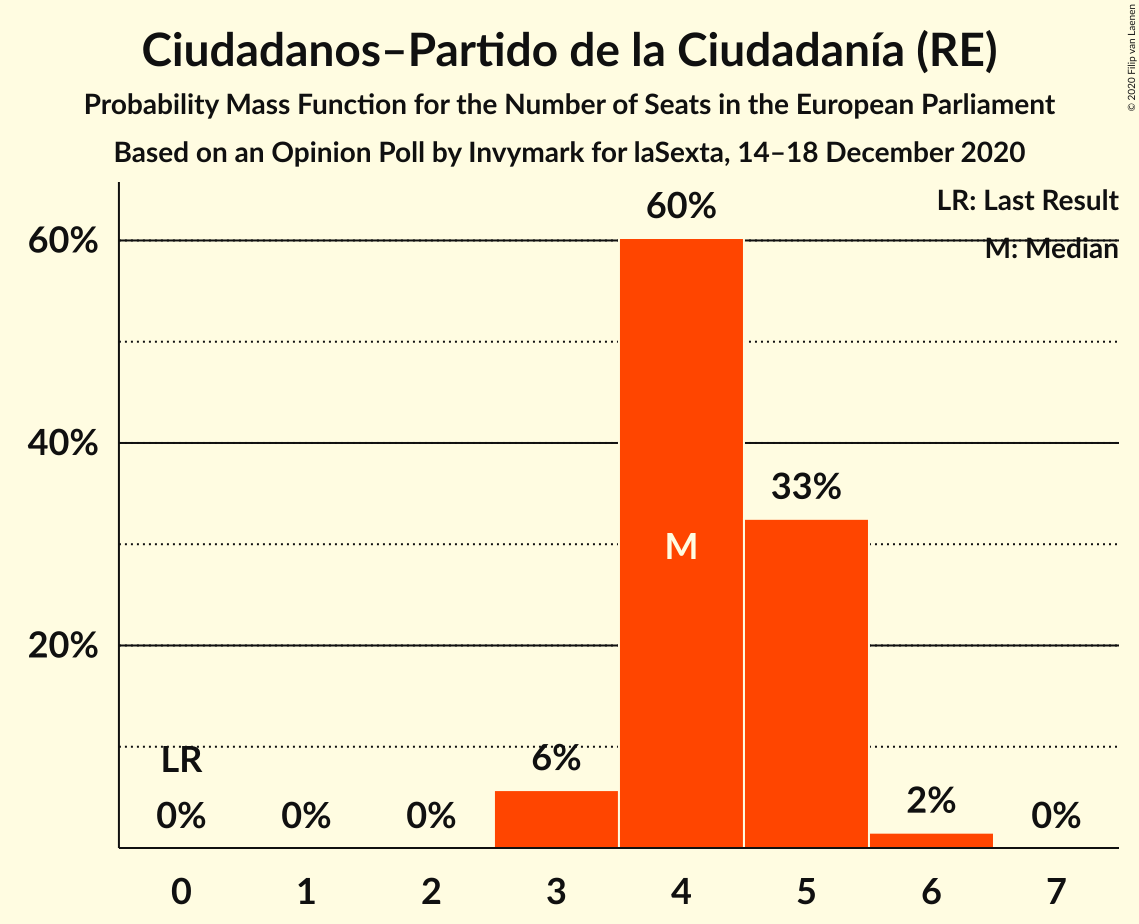 Ciudadanos–Partido de la Ciudadanía (RE)
Probability Mass Function for the Number of Seats in the European Parliament
Based on an Opinion Poll by Invymark for laSexta, 14–18 December 2020
© 2020 Filip van Laenen
LR: Last Result
M: Median
60%
60%
40%
33%
M
20%
LR
6%
2%
0%
0%
0%
0%
0 1 2 3 4 5 6 7